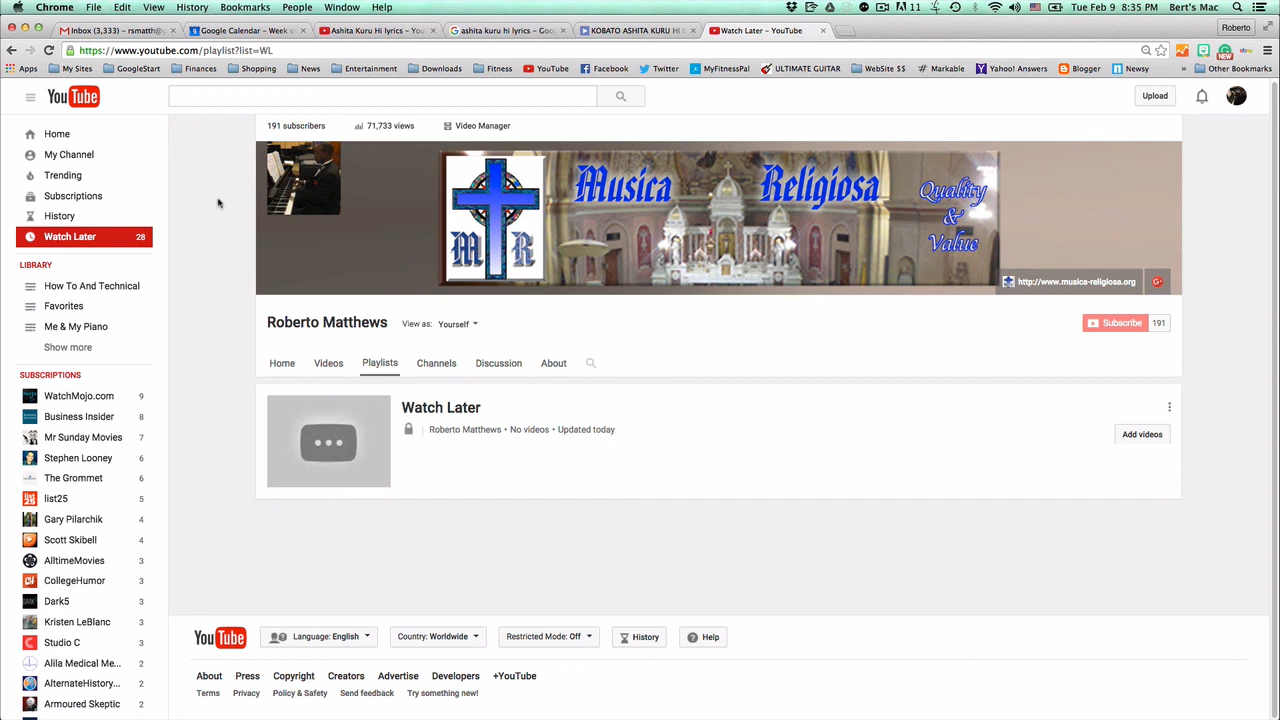 Chrome File Edit View History Bookmarks People Window Help
11 Tue Feb 9 8:35 PM Bert's Mac
Inbox (3,333) – rsmatth@g
Google Calendar – Week o
Ashita Kuru Hi lyrics – Yo
ashita kuru hi lyrics – Goo
KOBATO ASHITA KURU HI L
Watch Later – YouTube
Roberto
https://www.youtube.com/playlist?list=WL
Apps My Sites GoogleStart Finances Shopping News Entertainment Downloads Fitness YouTube Facebook Twitter MyFitnessPal ULTIMATE GUITAR WebSite $$ Markable Yahoo! Answers Blogger Newsy » Other Bookmarks
NEW
ebay
YouTube
Upload
Home
My Channel
Trending
Subscriptions
History
Watch Later 28
LIBRARY
How To And Technical
Favorites
Me & My Piano
Show more
SUBSCRIPTIONS
WatchMojo.com 9
Business Insider 8
Mr Sunday Movies 7
Stephen Looney 6
The Grommet 6
list25 5
Gary Pilarchik 4
Scott Skibell 4
AlltimeMovies 3
CollegeHumor 3
Dark5 3
Kristen LeBlanc 3
Studio C 3
Alila Medical Me... 2
AlternateHistory... 2
Armoured Skeptic 2
191 subscribers 71,733 views Video Manager
Musica Religiosa
Quality
&
Value
M R
http://www.musica-religiosa.org
Roberto Matthews View as: Yourself
Subscribe 191
Home Videos Playlists Channels Discussion About
Watch Later
Roberto Matthews • No videos • Updated today
Add videos
YouTube Language: English Country: Worldwide Restricted Mode: Off History Help
About Press Copyright Creators Advertise Developers +YouTube
Terms Privacy Policy & Safety Send feedback Try something new!